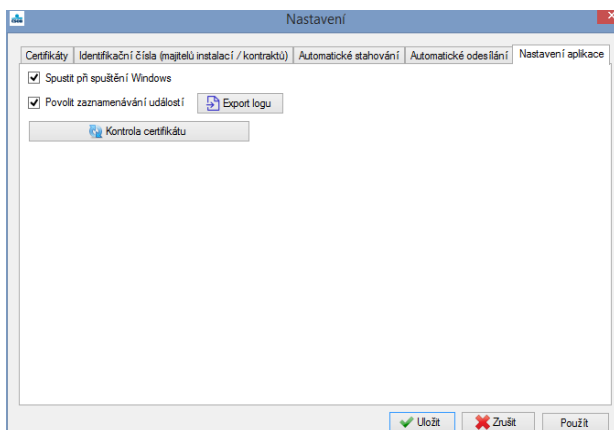 Nastavení
Certifikáty Identifikační čísla (majitelů instalací / kontraktů) Automatické stahování Automatické odesílání Nastavení aplikace
Spustit při spuštění Windows
Povolit zaznamenávání událostí Export logu
Kontrola certifikátu
Uložit Zrušit Použít